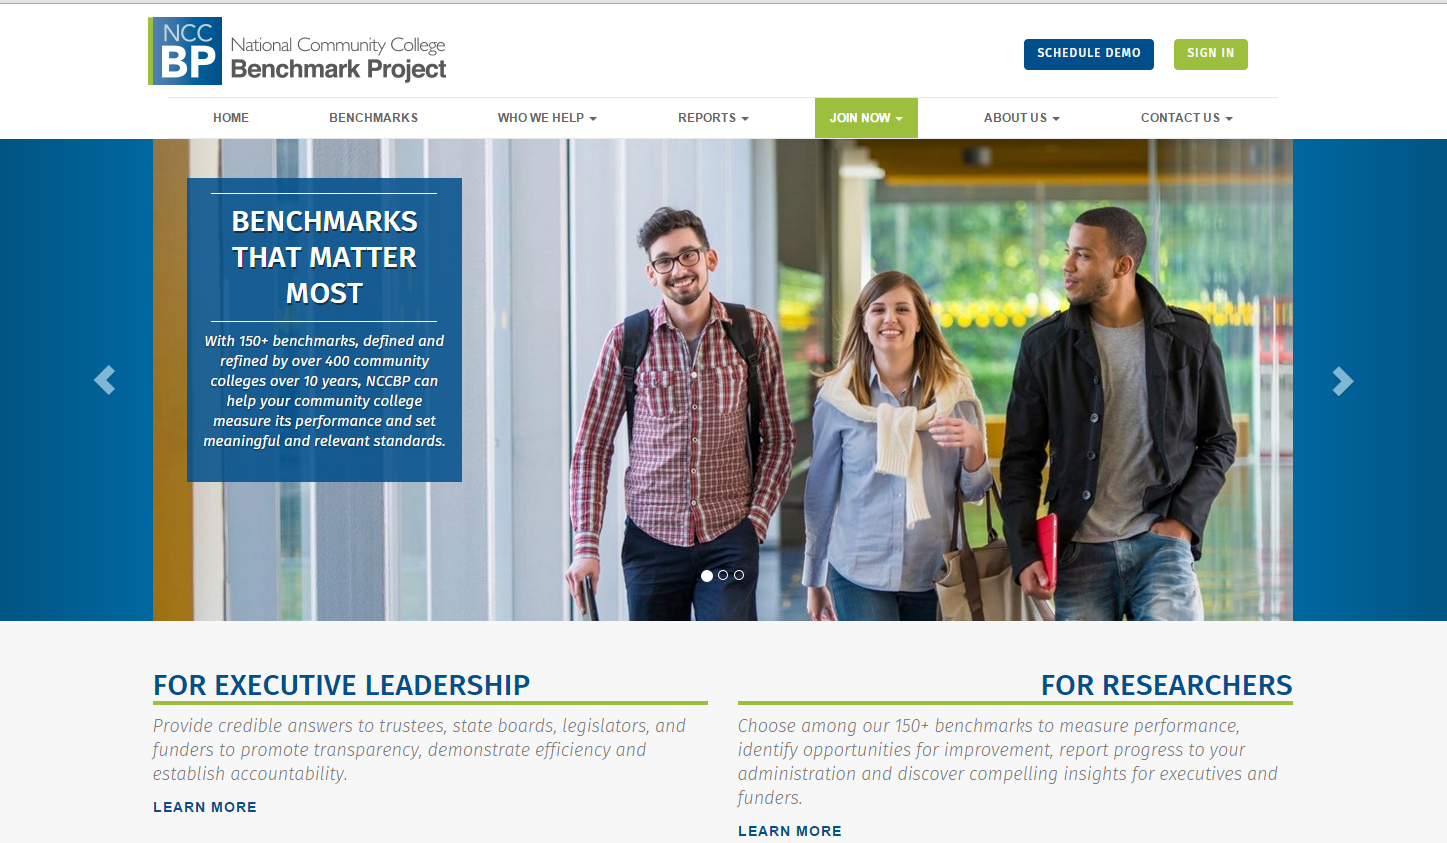 NCC
BP
National Community College
Benchmark Project
SCHEDULE DEMO
SIGN IN
HOME
BENCHMARKS
WHO WE HELP
REPORTS
JOIN NOW
ABOUT US
CONTACT US
BENCHMARKS
THAT MATTER
MOST
With 150+ benchmarks, defined and
refined by over 400 community
colleges over 10 years, NCCBP can
help your community college
measure its performance and set
meaningful and relevant standards.
FOR EXECUTIVE LEADERSHIP
Provide credible answers to trustees, state boards, legislators, and
funders to promote transparency, demonstrate efficiency and
establish accountability.
LEARN MORE
FOR RESEARCHERS
Choose among our 150+ benchmarks to measure performance,
identify opportunities for improvement, report progress to your
administration and discover compelling insights for executives and
funders.
LEARN MORE